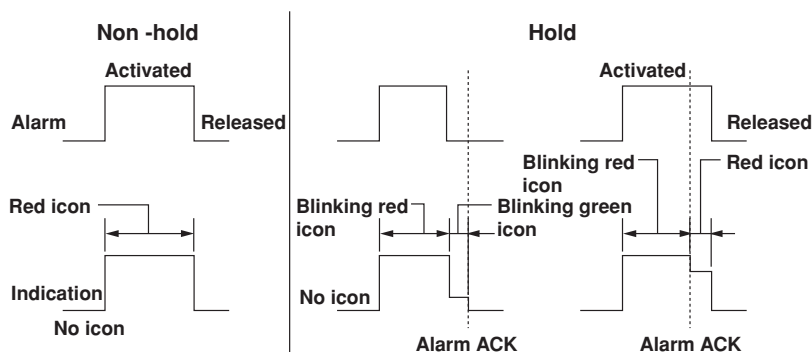 Non -hold
Hold
Activated
Activated
Alarm
Released
Released
Red icon
Blinking red
icon
Blinking green
icon
Blinking red
icon
Red icon
Indication
No icon
No icon
Alarm ACK
Alarm ACK